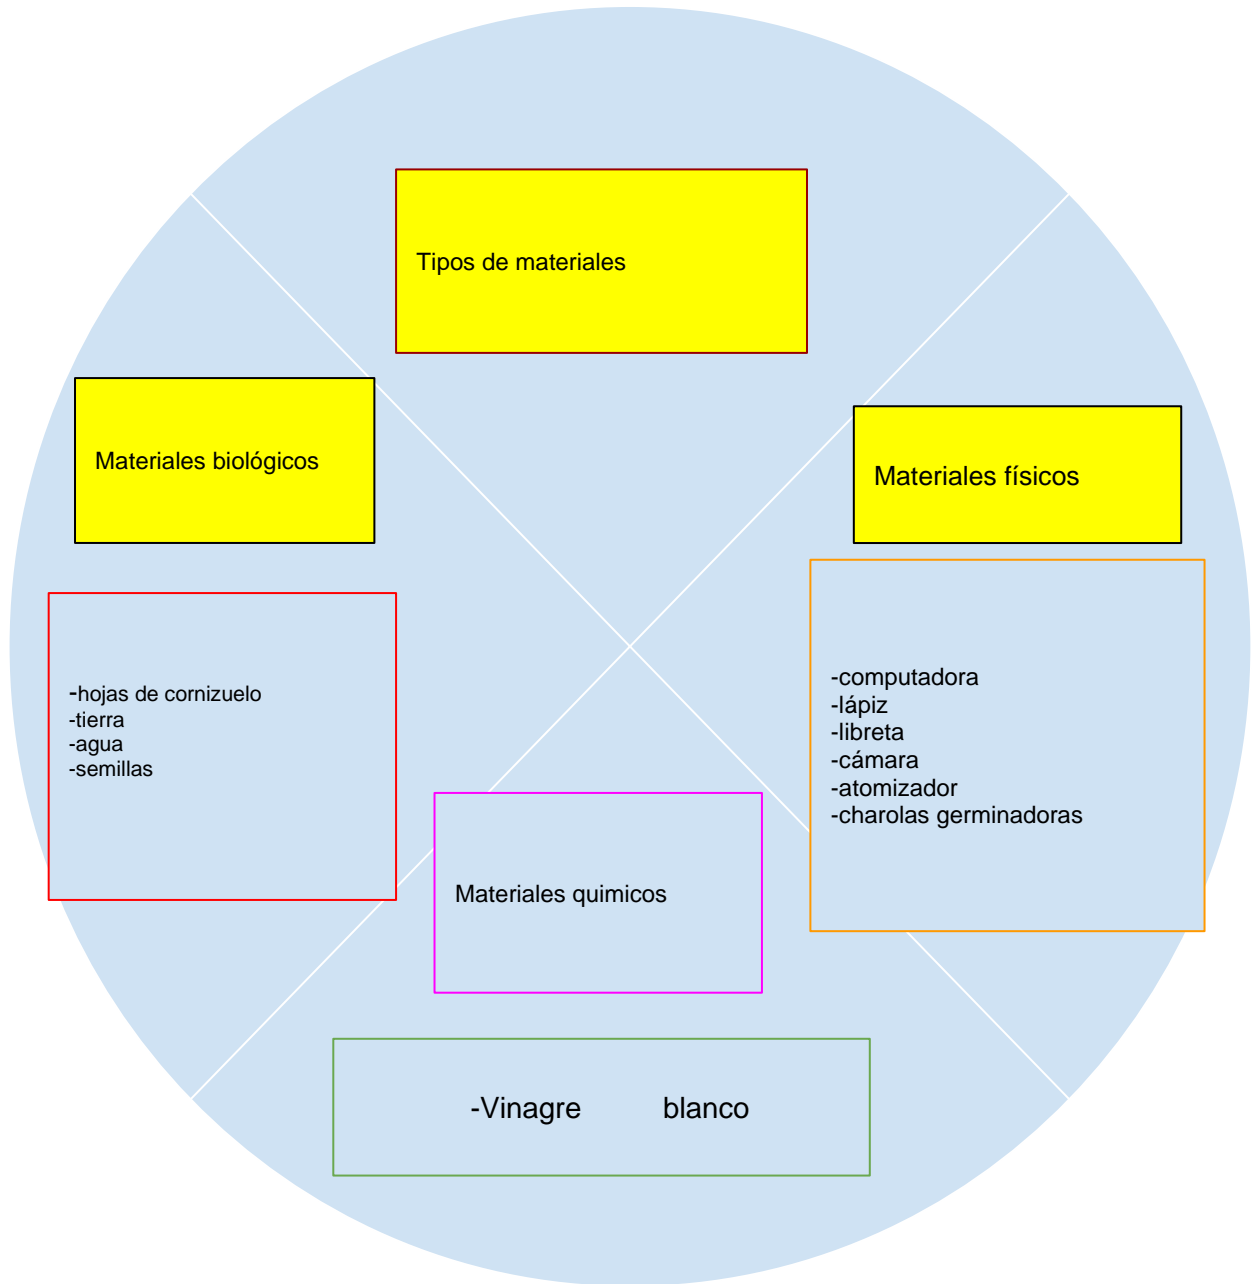 Tipos de materiales
Materiales biológicos
-hojas de cornizuelo
-tierra
-agua
-semillas
Materiales físicos
-computadora
-lápiz
-libreta
-cámara
-atomizador
-charolas germinadoras
Materiales quimicos
-Vinagre blanco